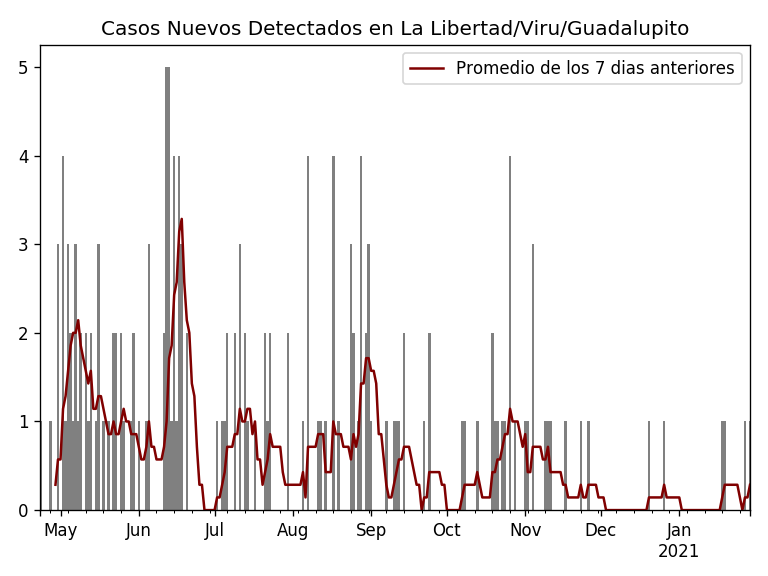 Casos Nuevos Detectados en La Libertad/Viru/Guadalupito
Promedio de los 7 dias anteriores
5
4
3
2
1
0
May Jun Jul Aug Sep Oct Nov Dec Jan
2021